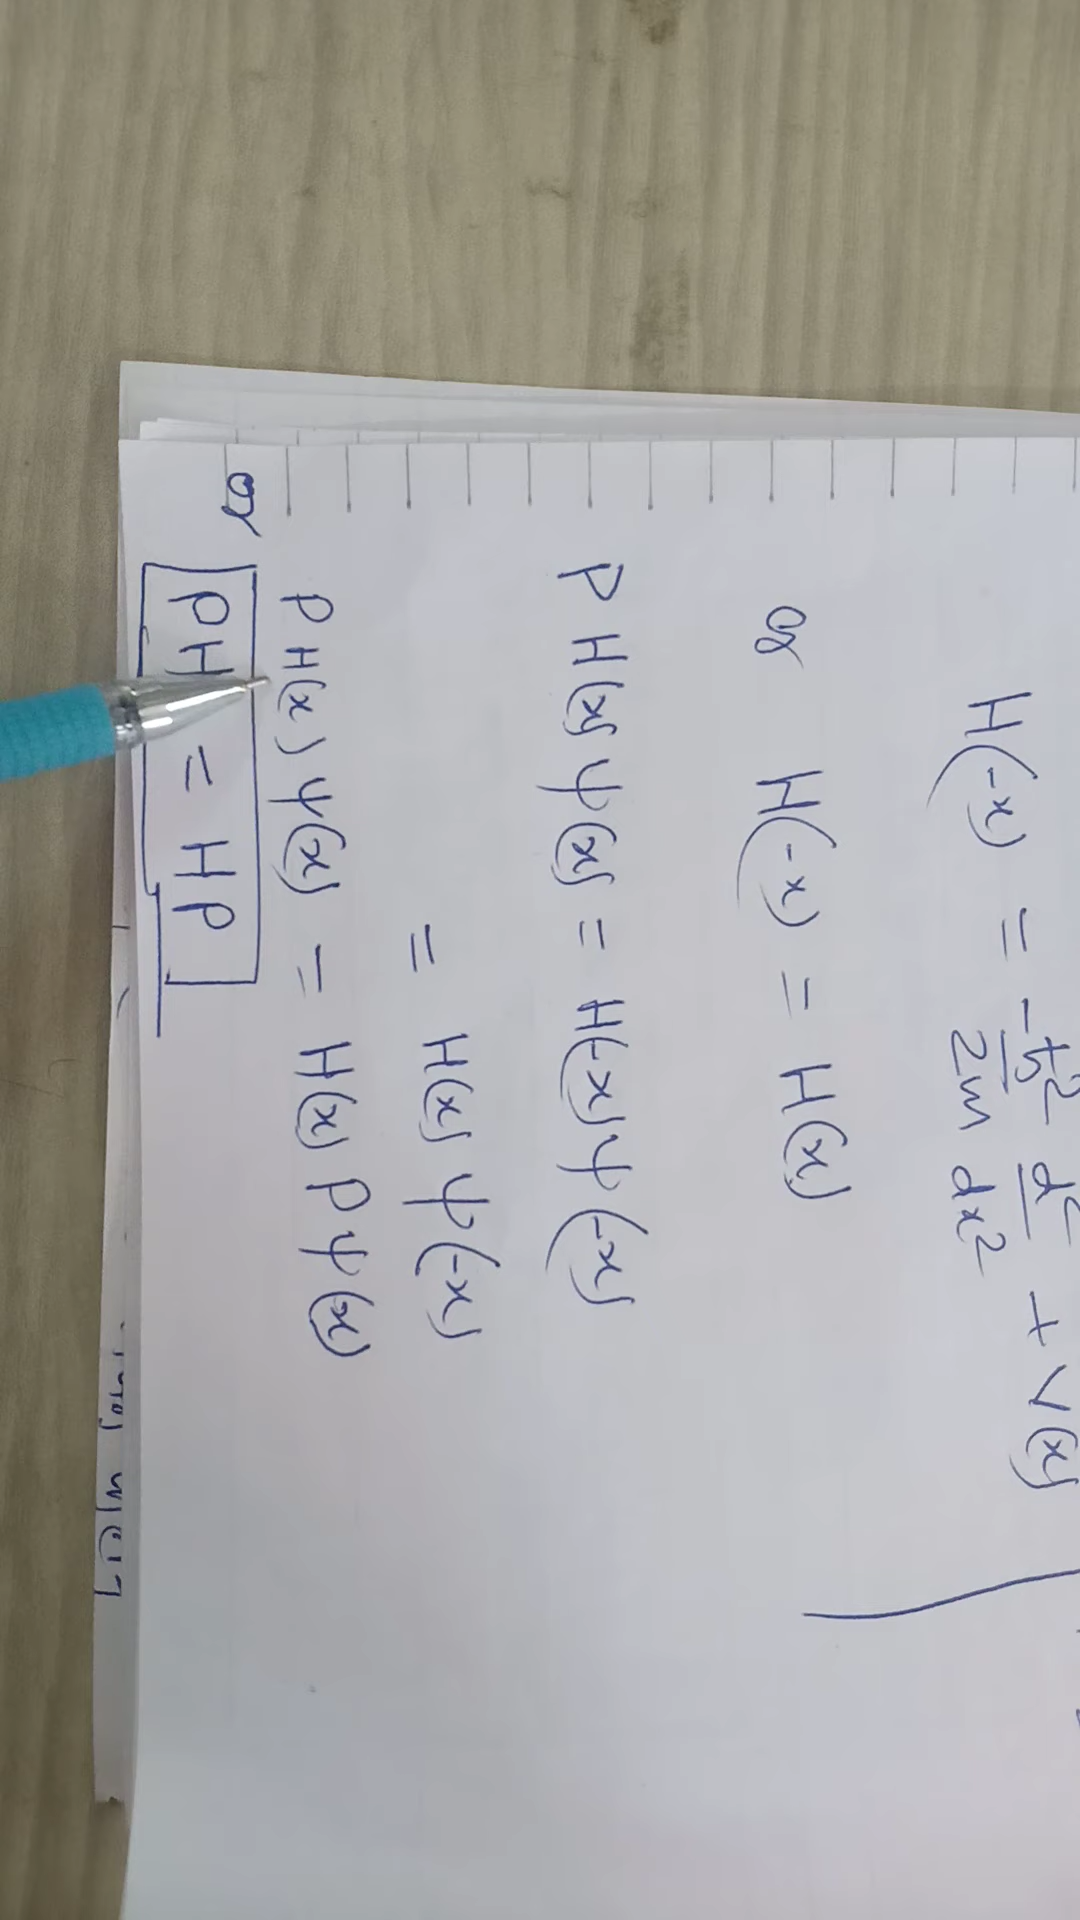 H(-x) = -ħ²/2m d²/dx² + V(x)
or H(-x) = H(x)
P H(x) ψ(x) = H(-x) ψ(-x)
= H(x) ψ(-x)
P H(x) ψ(x) = H(x) P ψ(x)
or PH = HP